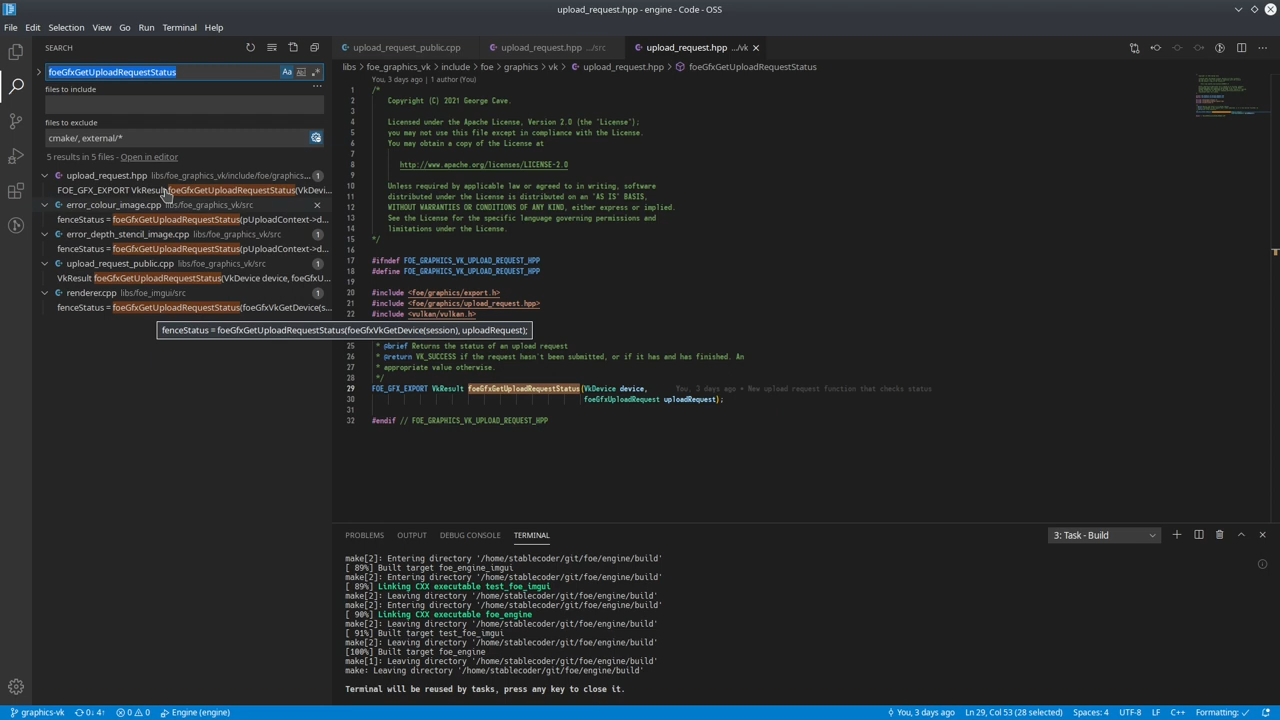 upload_request.hpp - engine - Code - OSS
File Edit Selection View Go Run Terminal Help
SEARCH
foeGfxGetUploadRequestStatus
Aa
files to include
files to exclude
cmake/, external/*
5 results in 5 files - Open in editor
upload_request.hpp libs/foe_graphics_vk/include/foe/graphics... 1
FOE_GFX_EXPORT VkResult foeGfxGetUploadRequestStatus(VkDevi...
error_colour_image.cpp libs/foe_graphics_vk/src
fenceStatus = foeGfxGetUploadRequestStatus(pUploadContext->d...
error_depth_stencil_image.cpp libs/foe_graphics_vk/src 1
fenceStatus = foeGfxGetUploadRequestStatus(pUploadContext->d...
upload_request_public.cpp libs/foe_graphics_vk/src 1
VkResult foeGfxGetUploadRequestStatus(VkDevice device, foeGfxU...
renderer.cpp libs/foe_imgui/src 1
fenceStatus = foeGfxGetUploadRequestStatus(foeGfxVkGetDevice(s...
fenceStatus = foeGfxGetUploadRequestStatus(foeGfxVkGetDevice(session), uploadRequest);
upload_request_public.cpp upload_request.hpp .../src upload_request.hpp .../vk
libs > foe_graphics_vk > include > foe > graphics > vk > upload_request.hpp > foeGfxGetUploadRequestStatus
You, 3 days ago | 1 author (You)
1 /*
2 Copyright (C) 2021 George Cave.
3
4 Licensed under the Apache License, Version 2.0 (the "License");
5 you may not use this file except in compliance with the License.
6 You may obtain a copy of the License at
7
8 http://www.apache.org/licenses/LICENSE-2.0
9
10 Unless required by applicable law or agreed to in writing, software
11 distributed under the License is distributed on an "AS IS" BASIS,
12 WITHOUT WARRANTIES OR CONDITIONS OF ANY KIND, either express or implied.
13 See the License for the specific language governing permissions and
14 limitations under the License.
15 */
16
17 #ifndef FOE_GRAPHICS_VK_UPLOAD_REQUEST_HPP
18 #define FOE_GRAPHICS_VK_UPLOAD_REQUEST_HPP
19
20 #include <foe/graphics/export.h>
21 #include <foe/graphics/upload_request.hpp>
22 #include <vulkan/vulkan.h>
25 * @brief Returns the status of an upload request
26 * @return VK_SUCCESS if the request hasn't been submitted, or if it has and has finished. An
27 * appropriate value otherwise.
28 */
29 FOE_GFX_EXPORT VkResult foeGfxGetUploadRequestStatus(VkDevice device, You, 3 days ago • New upload request function that checks status
30 foeGfxUploadRequest uploadRequest);
31
32 #endif // FOE_GRAPHICS_VK_UPLOAD_REQUEST_HPP
PROBLEMS OUTPUT DEBUG CONSOLE TERMINAL
3: Task - Build
make[2]: Entering directory '/home/stablecoder/git/foe/engine/build'
[ 89%] Built target foe_engine_imgui
make[2]: Entering directory '/home/stablecoder/git/foe/engine/build'
[ 89%] Linking CXX executable test_foe_imgui
make[2]: Leaving directory '/home/stablecoder/git/foe/engine/build'
make[2]: Entering directory '/home/stablecoder/git/foe/engine/build'
[ 90%] Linking CXX executable foe_engine
make[2]: Leaving directory '/home/stablecoder/git/foe/engine/build'
[ 91%] Built target test_foe_imgui
make[2]: Leaving directory '/home/stablecoder/git/foe/engine/build'
[100%] Built target foe_engine
make[1]: Leaving directory '/home/stablecoder/git/foe/engine/build'
make: Leaving directory '/home/stablecoder/git/foe/engine/build'
Terminal will be reused by tasks, press any key to close it.
graphics-vk 0↓ 4↑ 0 0 Engine (engine) You, 3 days ago Ln 29, Col 53 (28 selected) Spaces: 4 UTF-8 LF C++ Formatting: ✓